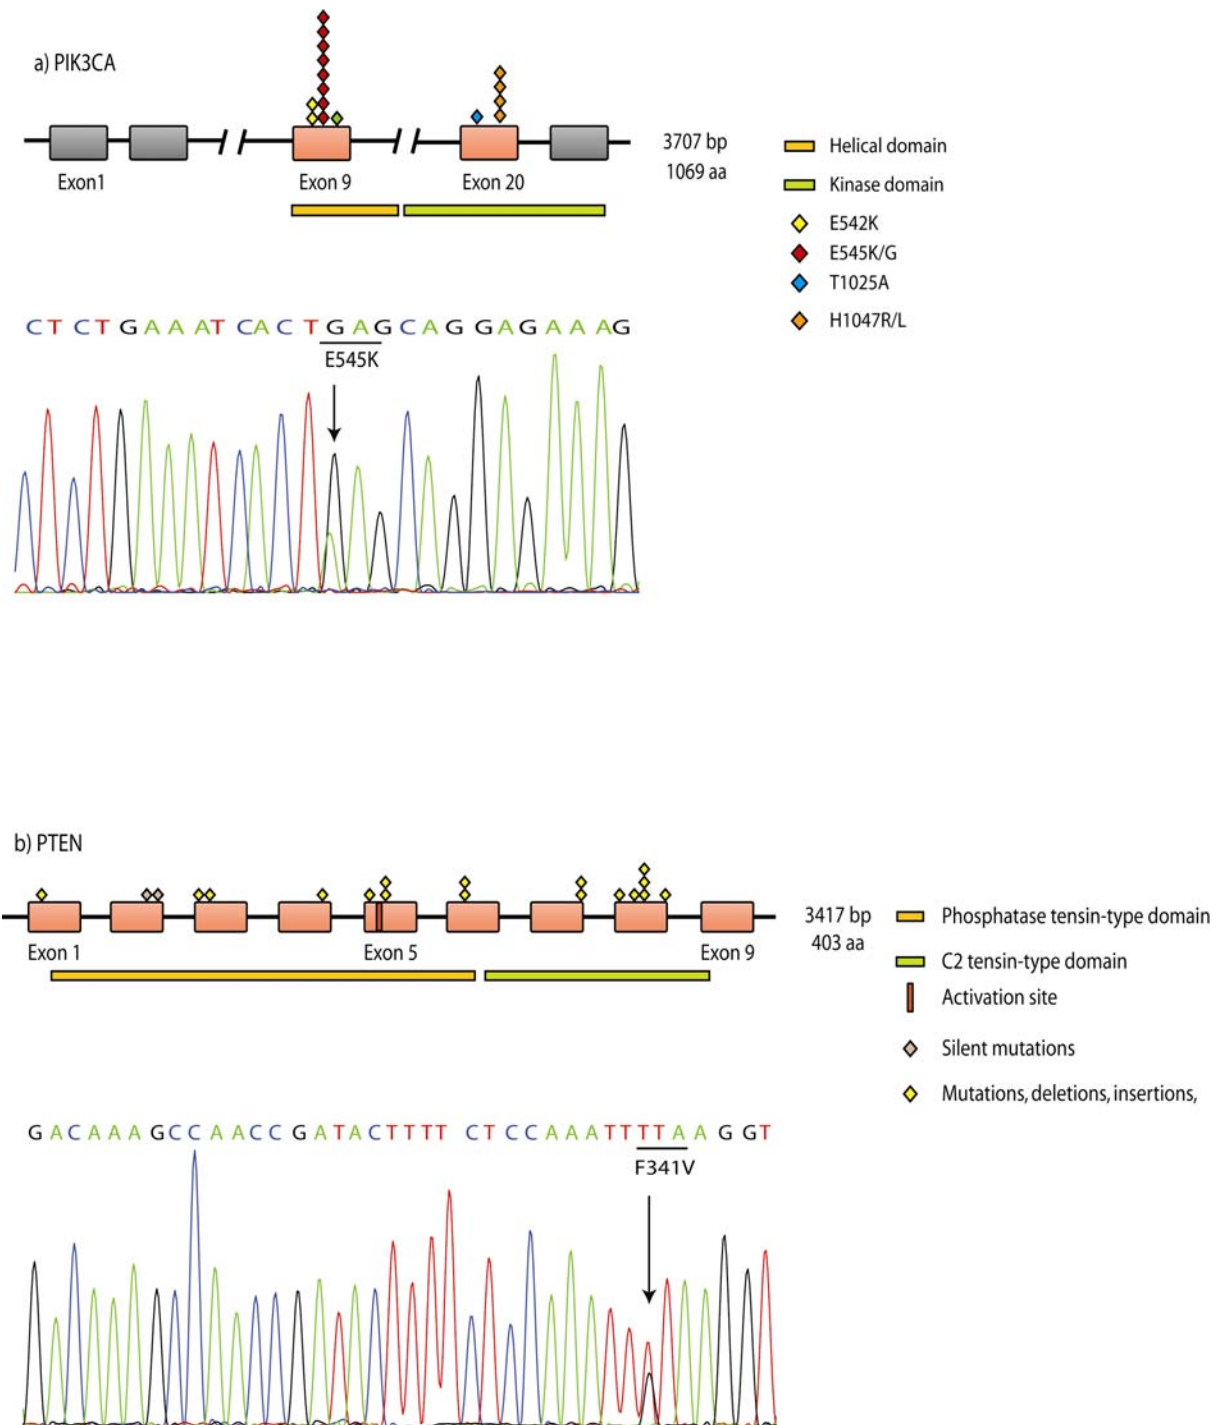 a) PIK3CA
Exon1
Exon 9
Exon 20
3707 bp
1069 aa
Helical domain
Kinase domain
E542K
E545K/G
T1025A
H1047R/L
C T C T G A A A T C A C T G A G C A G G A G A A A G
E545K
b) PTEN
Exon 1
Exon 5
Exon 9
3417 bp
403 aa
Phosphatase tensin-type domain
C2 tensin-type domain
Activation site
Silent mutations
Mutations, deletions, insertions,
G A C A A A G C C A A C C G A T A C T T T T C T C C A A A T T T T A A G G T
F341V